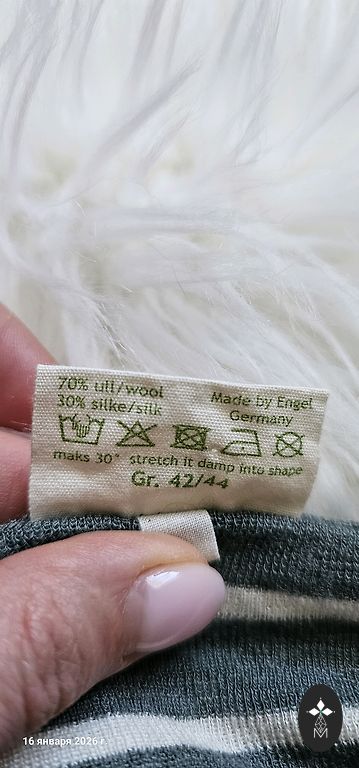 70% ull/wool
30% silke/silk
Made by Engel
Germany
maks 30° stretch it damp into shape
Gr. 42/44
16 января 2026 г.
M